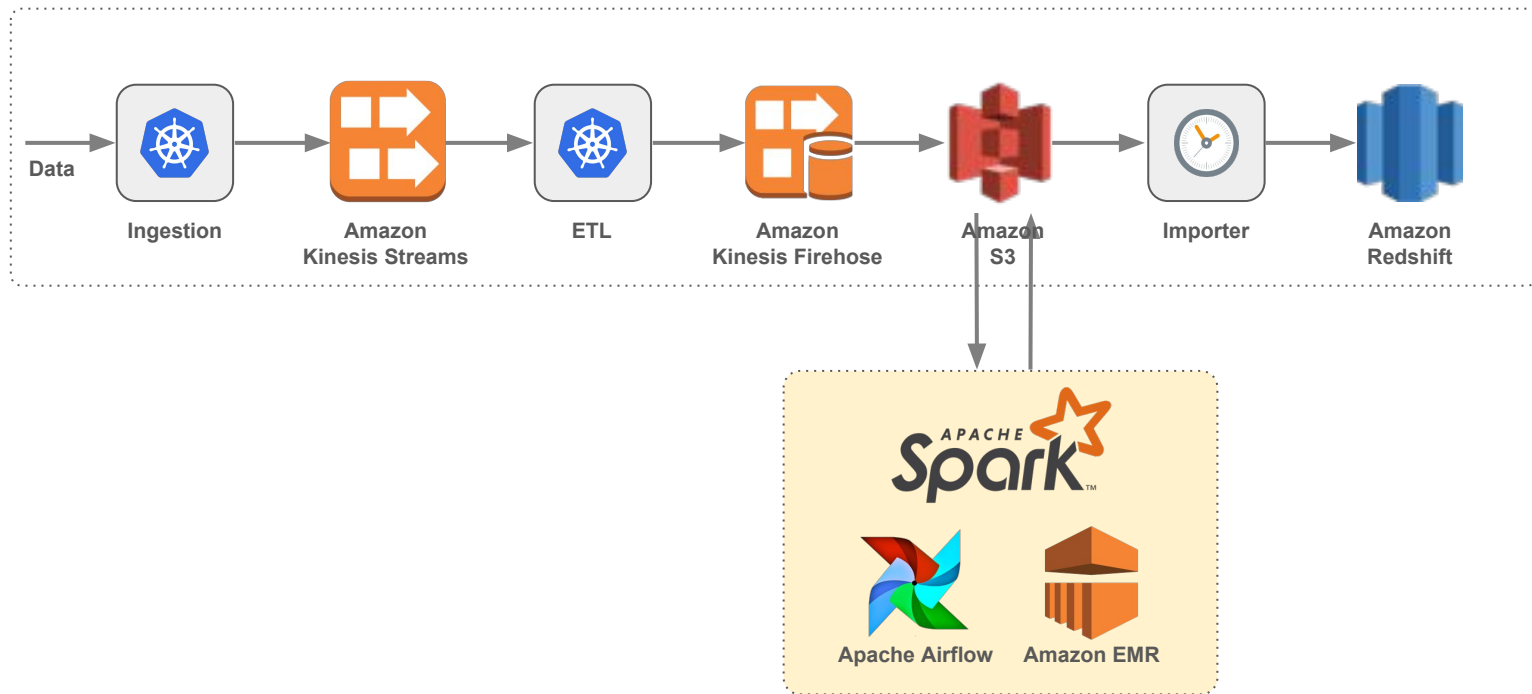 Data
Ingestion
Amazon
Kinesis Streams
ETL
Amazon
Kinesis Firehose
Amazon
S3
Importer
Amazon
Redshift
APACHE
Spark™
Apache Airflow
Amazon EMR